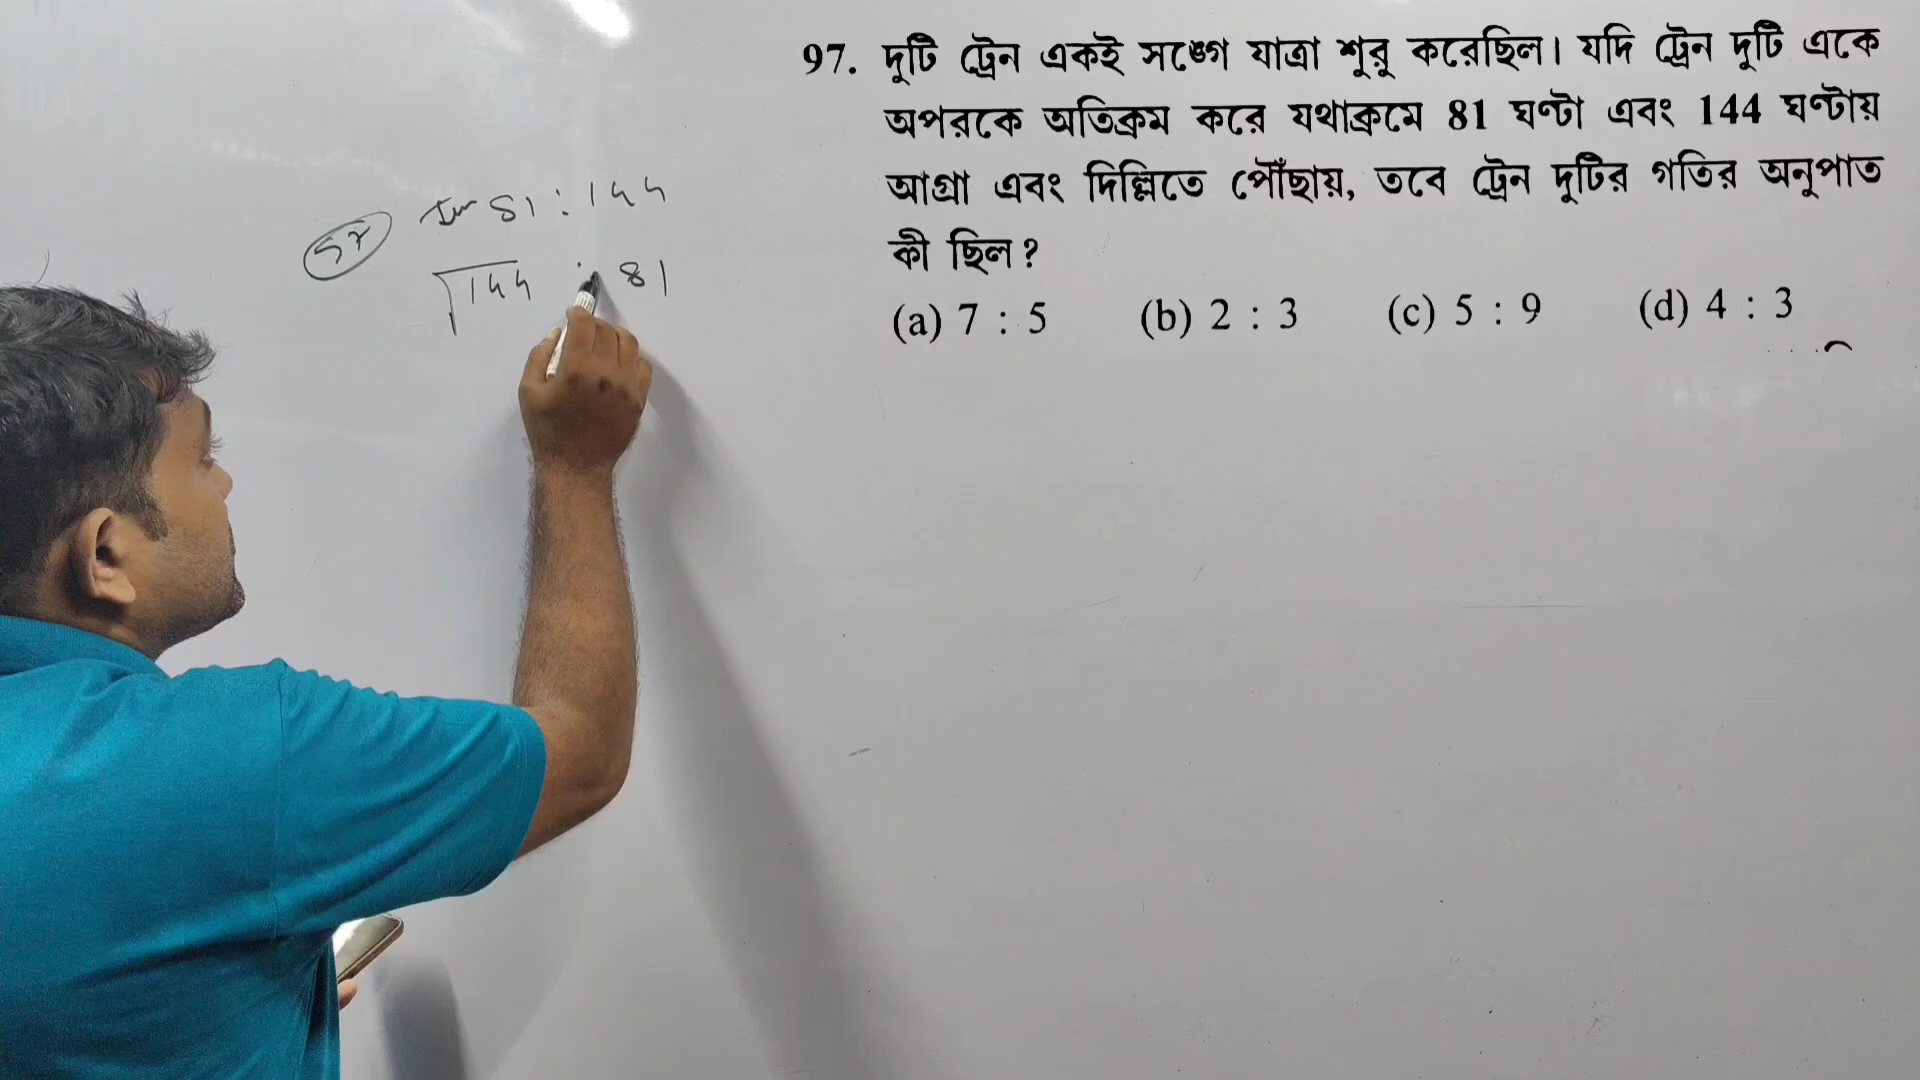 97. দুটি ট্রেন একই সঙ্গে যাত্রা শুরু করেছিল। যদি ট্রেন দুটি একে
অপরকে অতিক্রম করে যথাক্রমে 81 ঘণ্টা এবং 144 ঘণ্টায়
আগ্রা এবং দিল্লিতে পৌঁছায়, তবে ট্রেন দুটির গতির অনুপাত
কী ছিল?
(a) 7 : 5 (b) 2 : 3 (c) 5 : 9 (d) 4 : 3
81 : 144
√144 : 81